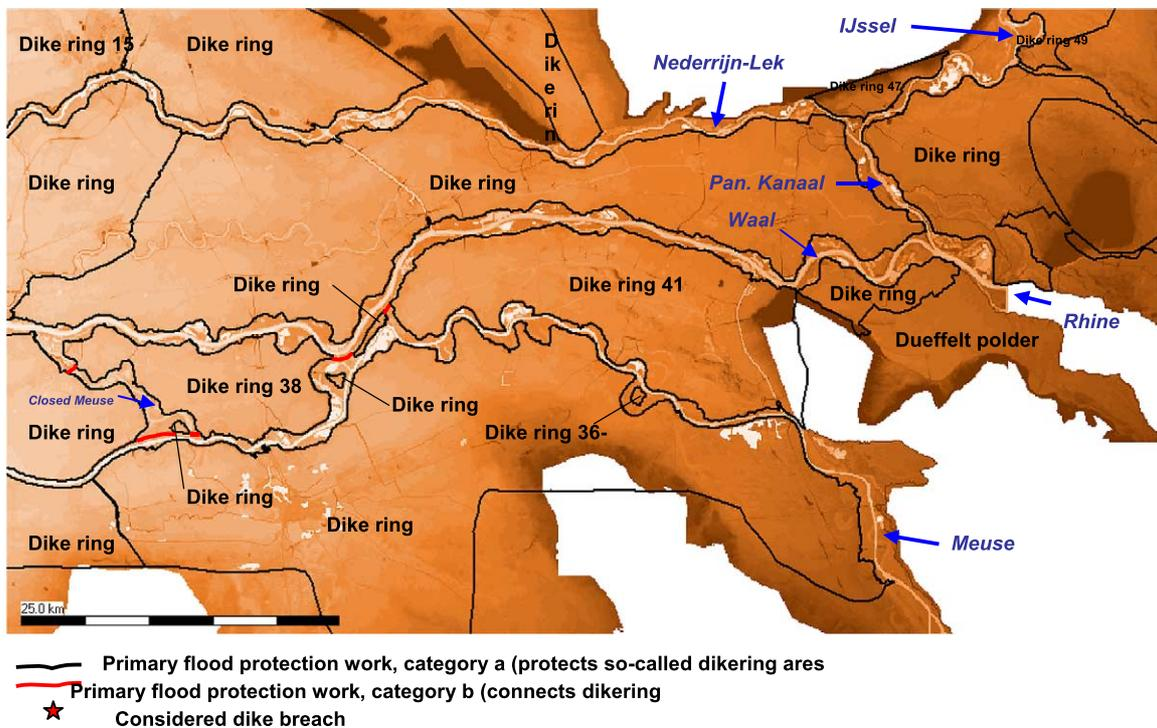 IJssel
Dike ring 15
Dike ring
Dikerin
Dike ring 49
Nederrijn-Lek
Dike ring 47
Dike ring
Dike ring
Dike ring
Pan. Kanaal
Waal
Dike ring
Dike ring 41
Dike ring
Rhine
Dueffelt polder
Dike ring 38
Closed Meuse
Dike ring
Dike ring
Dike ring 36-
Dike ring
Dike ring
Dike ring
Meuse
25.0 km
Primary flood protection work, category a (protects so-called dikering ares
Primary flood protection work, category b (connects dikering
Considered dike breach